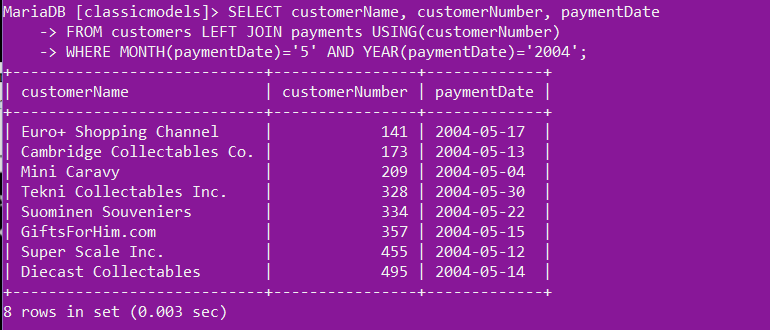 MariaDB [classicmodels]> SELECT customerName, customerNumber, paymentDate
    -> FROM customers LEFT JOIN payments USING(customerNumber)
    -> WHERE MONTH(paymentDate)='5' AND YEAR(paymentDate)='2004';
+---------------------------+----------------+-------------+
| customerName              | customerNumber | paymentDate |
+---------------------------+----------------+-------------+
| Euro+ Shopping Channel    |            141 | 2004-05-17  |
| Cambridge Collectables Co. |            173 | 2004-05-13  |
| Mini Caravy               |            209 | 2004-05-04  |
| Tekni Collectables Inc.   |            328 | 2004-05-30  |
| Suominen Souveniers       |            334 | 2004-05-22  |
| GiftsForHim.com           |            357 | 2004-05-15  |
| Super Scale Inc.          |            455 | 2004-05-12  |
| Diecast Collectables      |            495 | 2004-05-14  |
+---------------------------+----------------+-------------+
8 rows in set (0.003 sec)